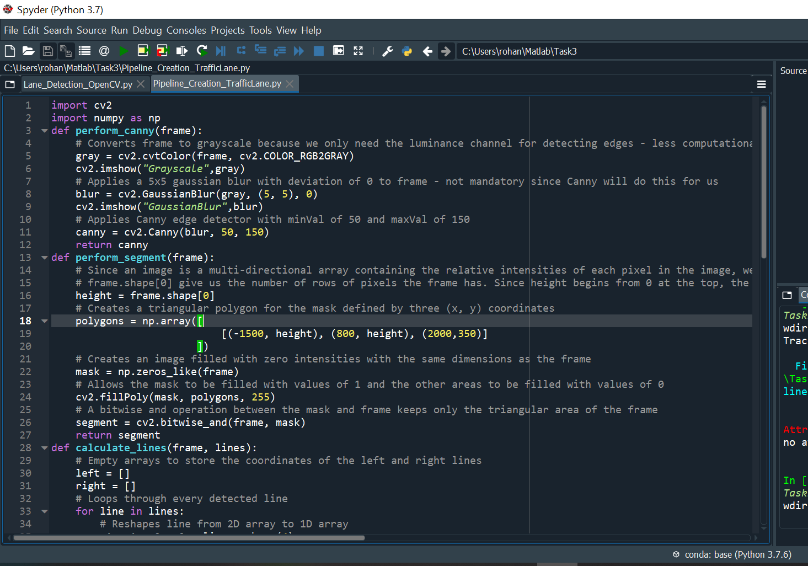 Spyder (Python 3.7)
File Edit Search Source Run Debug Consoles Projects Tools View Help
C:\Users\rohan\Matlab\Task3
C:\Users\rohan\Matlab\Task3\Pipeline_Creation_TrafficLane.py
Source
Lane_Detection_OpenCV.py Pipeline_Creation_TrafficLane.py
1 import cv2
2 import numpy as np
3 def perform_canny(frame):
4 # Converts frame to grayscale because we only need the luminance channel for detecting edges - less computationa
5 gray = cv2.cvtColor(frame, cv2.COLOR_RGB2GRAY)
6 cv2.imshow("Grayscale",gray)
7 # Applies a 5x5 gaussian blur with deviation of 0 to frame - not mandatory since Canny will do this for us
8 blur = cv2.GaussianBlur(gray, (5, 5), 0)
9 cv2.imshow("GaussianBlur",blur)
10 # Applies Canny edge detector with minVal of 50 and maxVal of 150
11 canny = cv2.Canny(blur, 50, 150)
12 return canny
13 def perform_segment(frame):
14 # Since an image is a multi-directional array containing the relative intensities of each pixel in the image, we
15 # frame.shape[0] give us the number of rows of pixels the frame has. Since height begins from 0 at the top, the
16 height = frame.shape[0]
17 # Creates a triangular polygon for the mask defined by three (x, y) coordinates
18 polygons = np.array([
19 [(-1500, height), (800, height), (2000,350)]
20 ])
21 # Creates an image filled with zero intensities with the same dimensions as the frame
22 mask = np.zeros_like(frame)
23 # Allows the mask to be filled with values of 1 and the other areas to be filled with values of 0
24 cv2.fillPoly(mask, polygons, 255)
25 # A bitwise and operation between the mask and frame keeps only the triangular area of the frame
26 segment = cv2.bitwise_and(frame, mask)
27 return segment
28 def calculate_lines(frame, lines):
29 # Empty arrays to store the coordinates of the left and right lines
30 left = []
31 right = []
32 # Loops through every detected line
33 for line in lines:
34 # Reshapes line from 2D array to 1D array
Task
wdir
Trac
Fi
\Tas
line
Attr
no a
In [
Task
wdir
conda: base (Python 3.7.6)